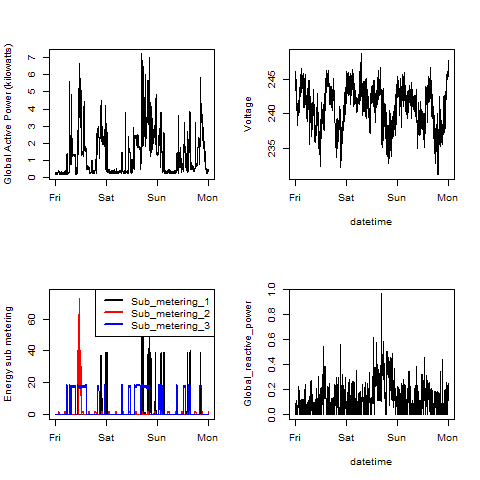 Global Active Power (kilowatts)
0 1 2 3 4 5 6 7
Fri Sat Sun Mon
Voltage
235 240 245
Fri Sat Sun Mon
datetime
Energy sub metering
0 20 40 60
Sub_metering_1
Sub_metering_2
Sub_metering_3
Fri Sat Sun Mon
Global_reactive_power
0.0 0.2 0.4 0.6 0.8 1.0
Fri Sat Sun Mon
datetime